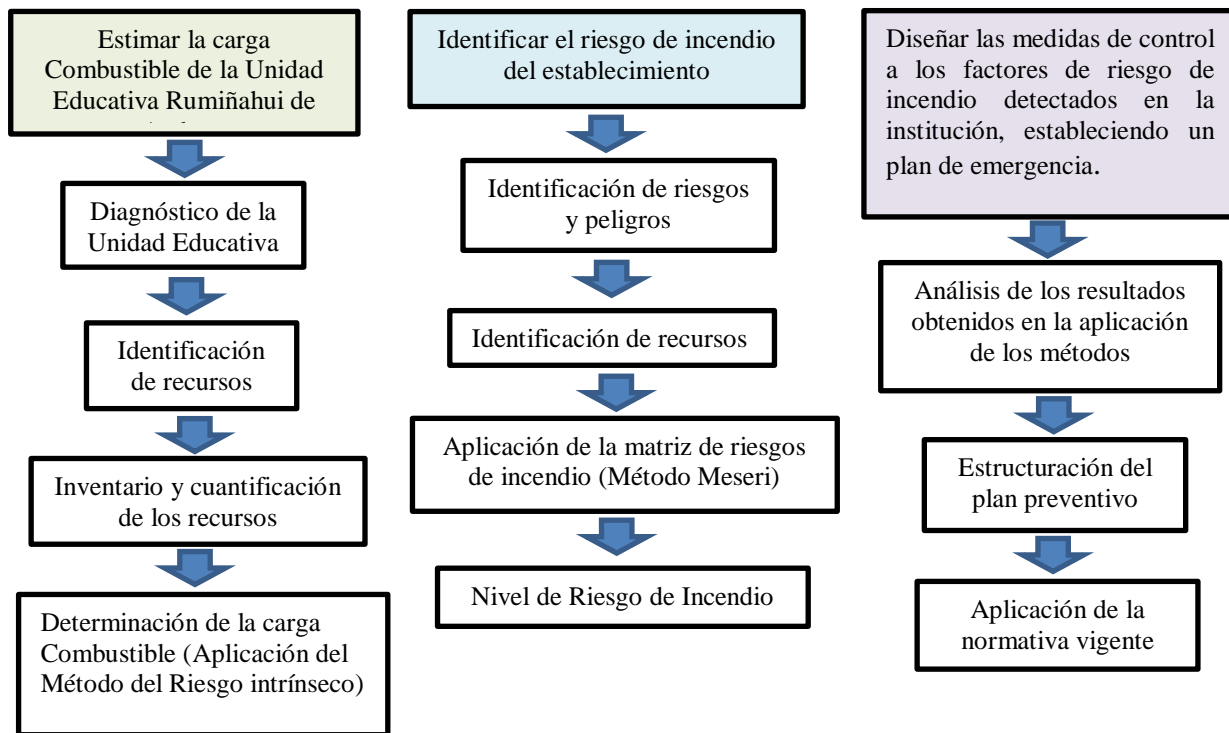 Estimar la carga
Combustible de la Unidad
Educativa Rumiñahui de
Diagnóstico de la
Unidad Educativa
Identificación
de recursos
Inventario y cuantificación
de los recursos
Determinación de la carga
Combustible (Aplicación del
Método del Riesgo intrínseco)
Identificar el riesgo de incendio
del establecimiento
Identificación de riesgos
y peligros
Identificación de recursos
Aplicación de la matriz de riesgos
de incendio (Método Meseri)
Nivel de Riesgo de Incendio
Diseñar las medidas de control
a los factores de riesgo de
incendio detectados en la
institución, estableciendo un
plan de emergencia.
Análisis de los resultados
obtenidos en la aplicación
de los métodos
Estructuración del
plan preventivo
Aplicación de la
normativa vigente